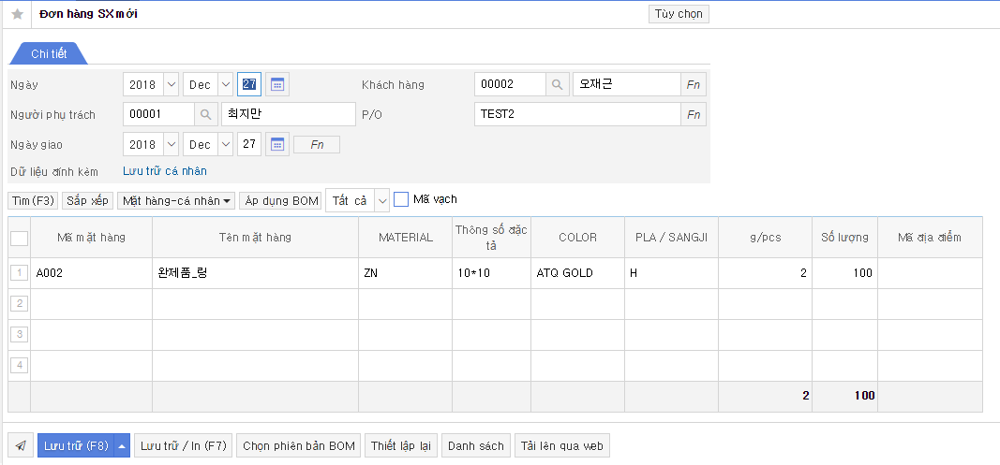 Đơn hàng SX mới
Tùy chọn
Chi tiết
Ngày 2018 Dec 27 Khách hàng 00002 오재근 Fn
Người phụ trách 00001 최지만 P/O TEST2 Fn
Ngày giao 2018 Dec 27 Fn
Dữ liệu đính kèm Lưu trữ cá nhân
Tìm (F3) Sắp xếp Mặt hàng-cá nhân Áp dụng BOM Tất cả Mã vạch
Mã mặt hàng Tên mặt hàng MATERIAL Thông số đặc tả COLOR PLA / SANGJI g/pcs Số lượng Mã địa điểm
1 A002 완제품_링 ZN 10*10 ATQ GOLD H 2 100
2
3
4
2 100
Lưu trữ (F8) Lưu trữ / In (F7) Chọn phiên bản BOM Thiết lập lại Danh sách Tải lên qua web